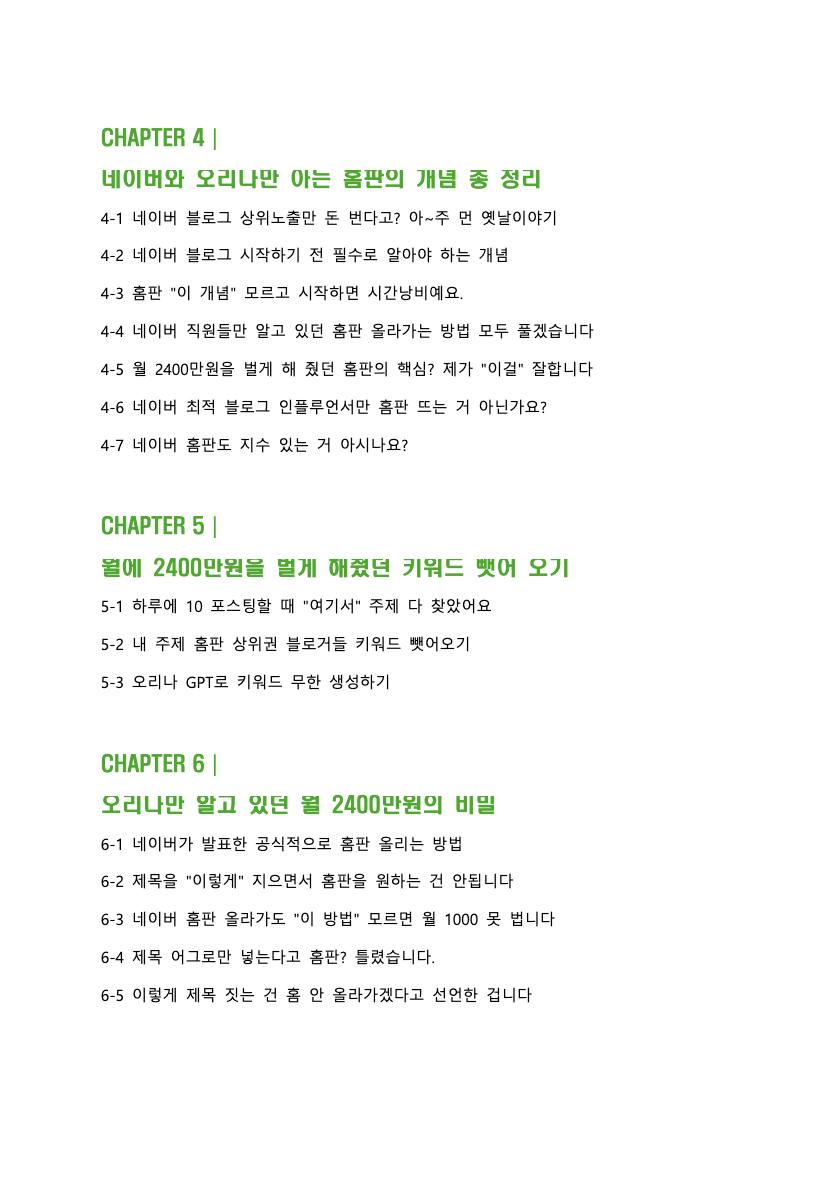 CHAPTER 4 |
네이버와 오리나만 아는 홈판의 개념 총 정리
4-1 네이버 블로그 상위노출만 돈 번다고? 아~주 먼 옛날이야기
4-2 네이버 블로그 시작하기 전 필수로 알아야 하는 개념
4-3 홈판 "이 개념" 모르고 시작하면 시간낭비예요.
4-4 네이버 직원들만 알고 있던 홈판 올라가는 방법 모두 풀겠습니다
4-5 월 2400만원을 벌게 해 줬던 홈판의 핵심? 제가 "이걸" 잘합니다
4-6 네이버 최적 블로그 인플루언서만 홈판 뜨는 거 아닌가요?
4-7 네이버 홈판도 지수 있는 거 아시나요?
CHAPTER 5 |
월에 2400만원을 벌게 해줬던 키워드 뺏어 오기
5-1 하루에 10 포스팅할 때 "여기서" 주제 다 찾았어요
5-2 내 주제 홈판 상위권 블로거들 키워드 뺏어오기
5-3 오리나 GPT로 키워드 무한 생성하기
CHAPTER 6 |
오리나만 알고 있던 월 2400만원의 비밀
6-1 네이버가 발표한 공식적으로 홈판 올리는 방법
6-2 제목을 "이렇게" 지으면서 홈판을 원하는 건 안됩니다
6-3 네이버 홈판 올라가도 "이 방법" 모르면 월 1000 못 법니다
6-4 제목 어그로만 넣는다고 홈판? 틀렸습니다.
6-5 이렇게 제목 짓는 건 홈 안 올라가겠다고 선언한 겁니다